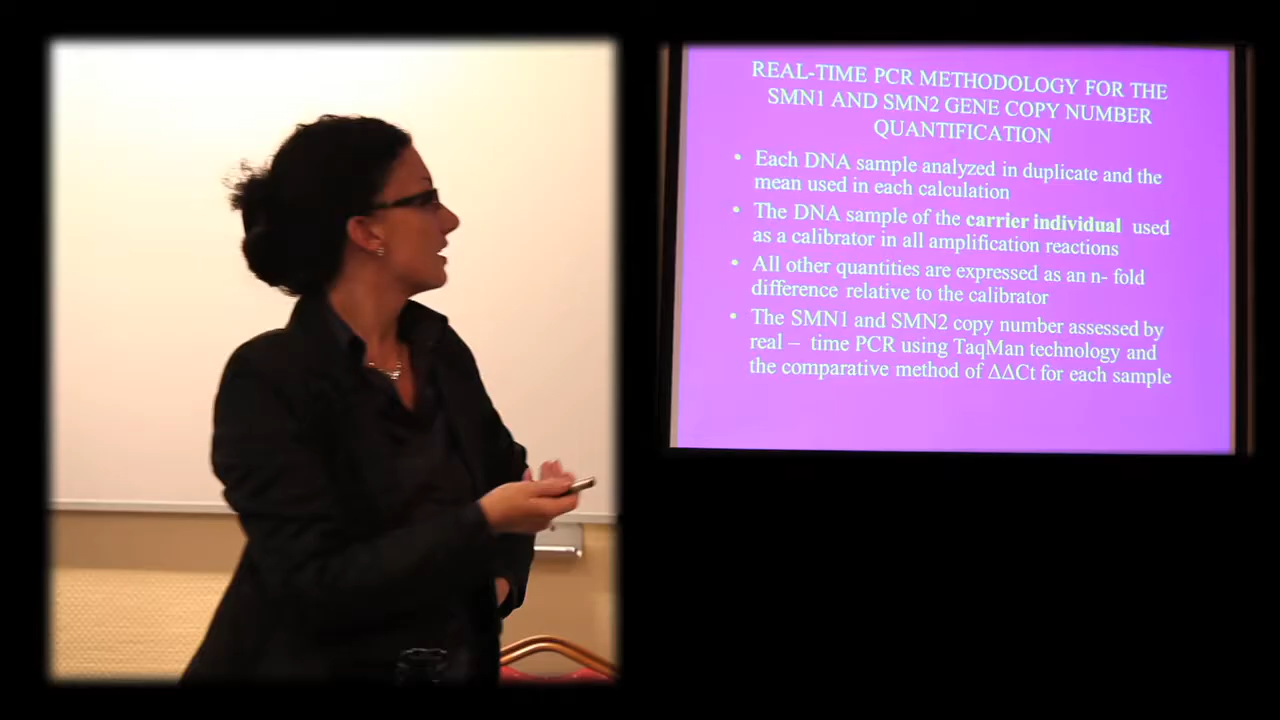 REAL-TIME PCR METHODOLOGY FOR THE
SMN1 AND SMN2 GENE COPY NUMBER
QUANTIFICATION
• Each DNA sample analyzed in duplicate and the
mean used in each calculation
• The DNA sample of the carrier individual used
as a calibrator in all amplification reactions
• All other quantities are expressed as an n- fold
difference relative to the calibrator
• The SMN1 and SMN2 copy number assessed by
real – time PCR using TaqMan technology and
the comparative method of ΔΔCt for each sample